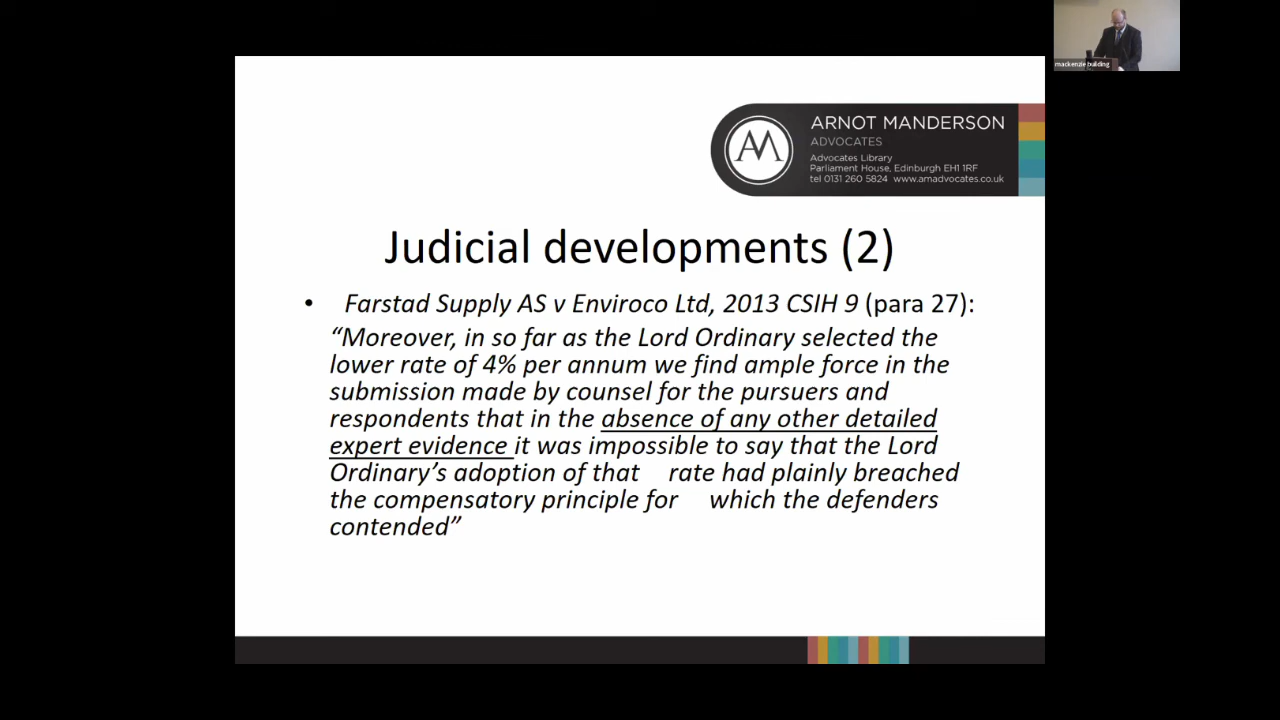 mackenzie building
AM
ARNOT MANDERSON
ADVOCATES
Advocates Library
Parliament House, Edinburgh EH1 1RF
tel 0131 260 5824 www.amadvocates.co.uk
Judicial developments (2)
• Farstad Supply AS v Enviroco Ltd, 2013 CSIH 9 (para 27):
“Moreover, in so far as the Lord Ordinary selected the
lower rate of 4% per annum we find ample force in the
submission made by counsel for the pursuers and
respondents that in the absence of any other detailed
expert evidence it was impossible to say that the Lord
Ordinary’s adoption of that rate had plainly breached
the compensatory principle for which the defenders
contended”